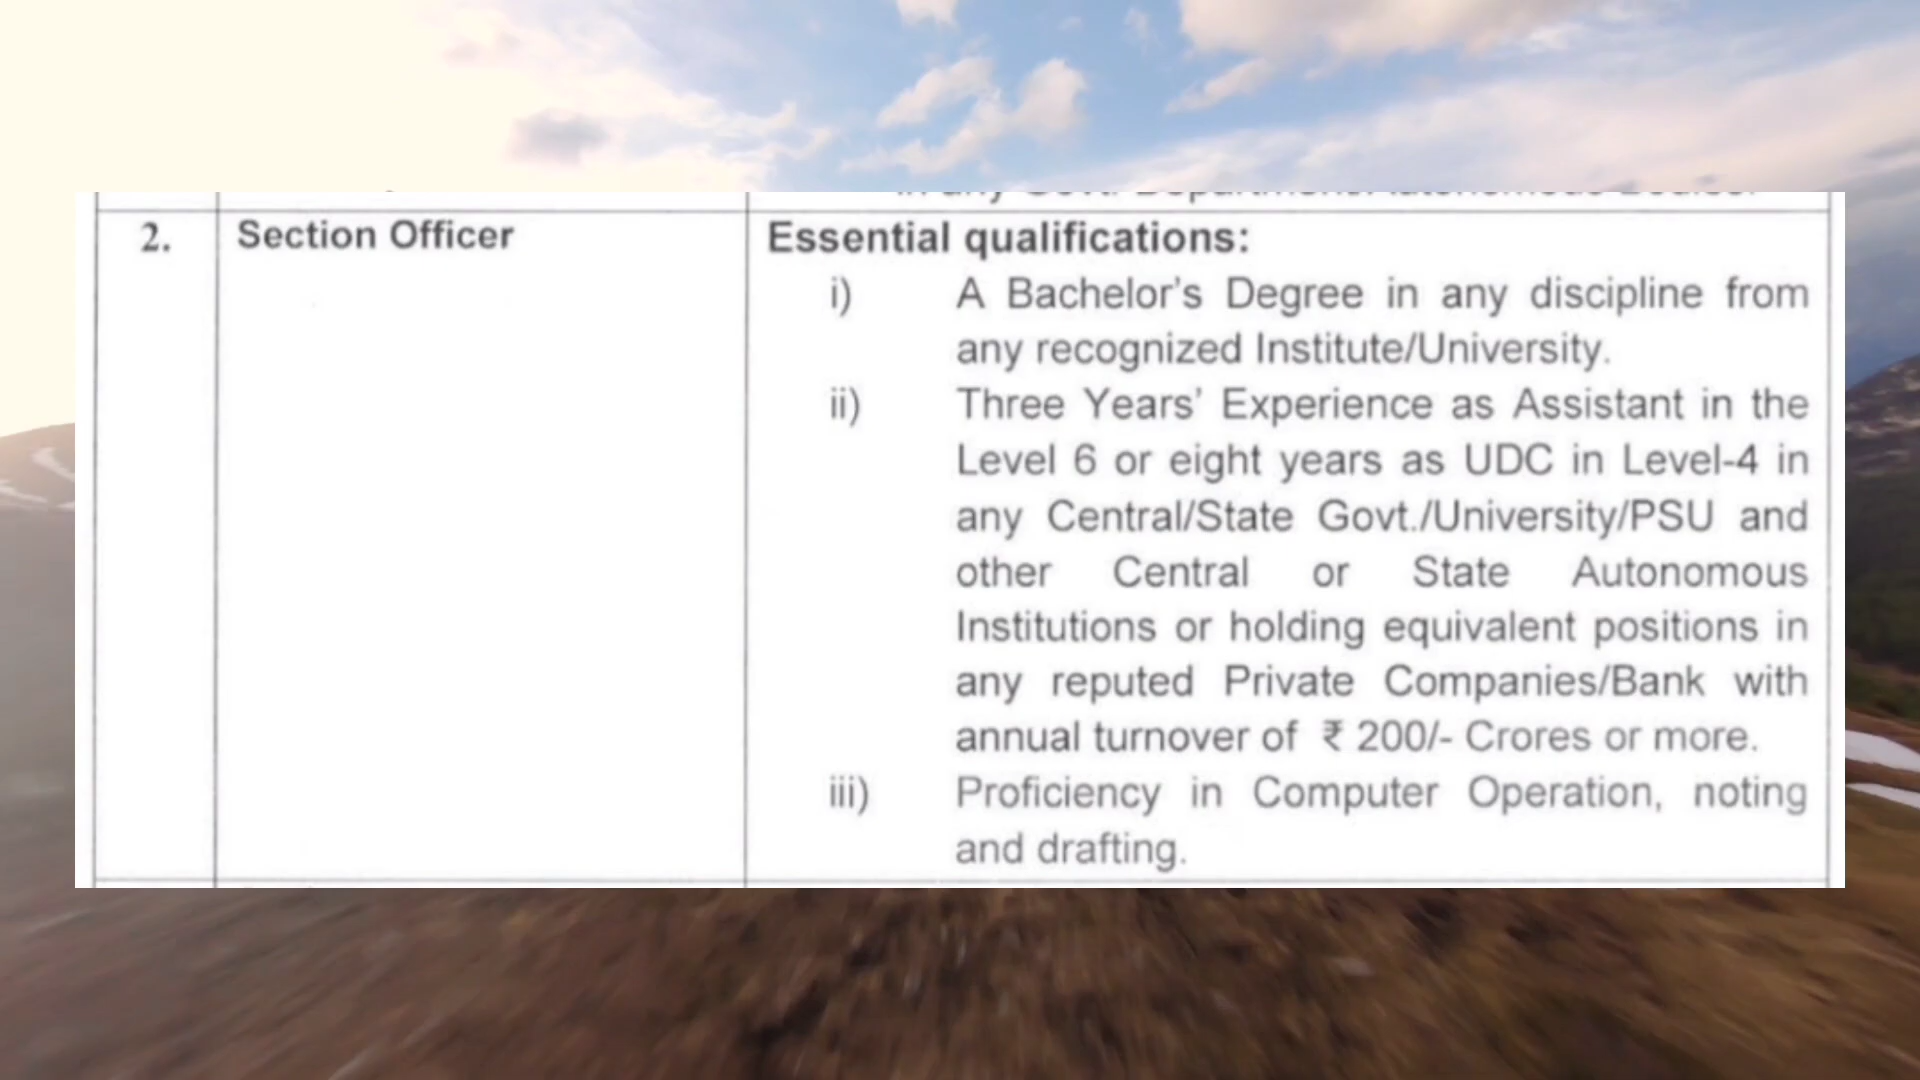 2. Section Officer Essential qualifications:
i) A Bachelor's Degree in any discipline from
any recognized Institute/University.
ii) Three Years' Experience as Assistant in the
Level 6 or eight years as UDC in Level-4 in
any Central/State Govt./University/PSU and
other Central or State Autonomous
Institutions or holding equivalent positions in
any reputed Private Companies/Bank with
annual turnover of ₹ 200/- Crores or more.
iii) Proficiency in Computer Operation, noting
and drafting.